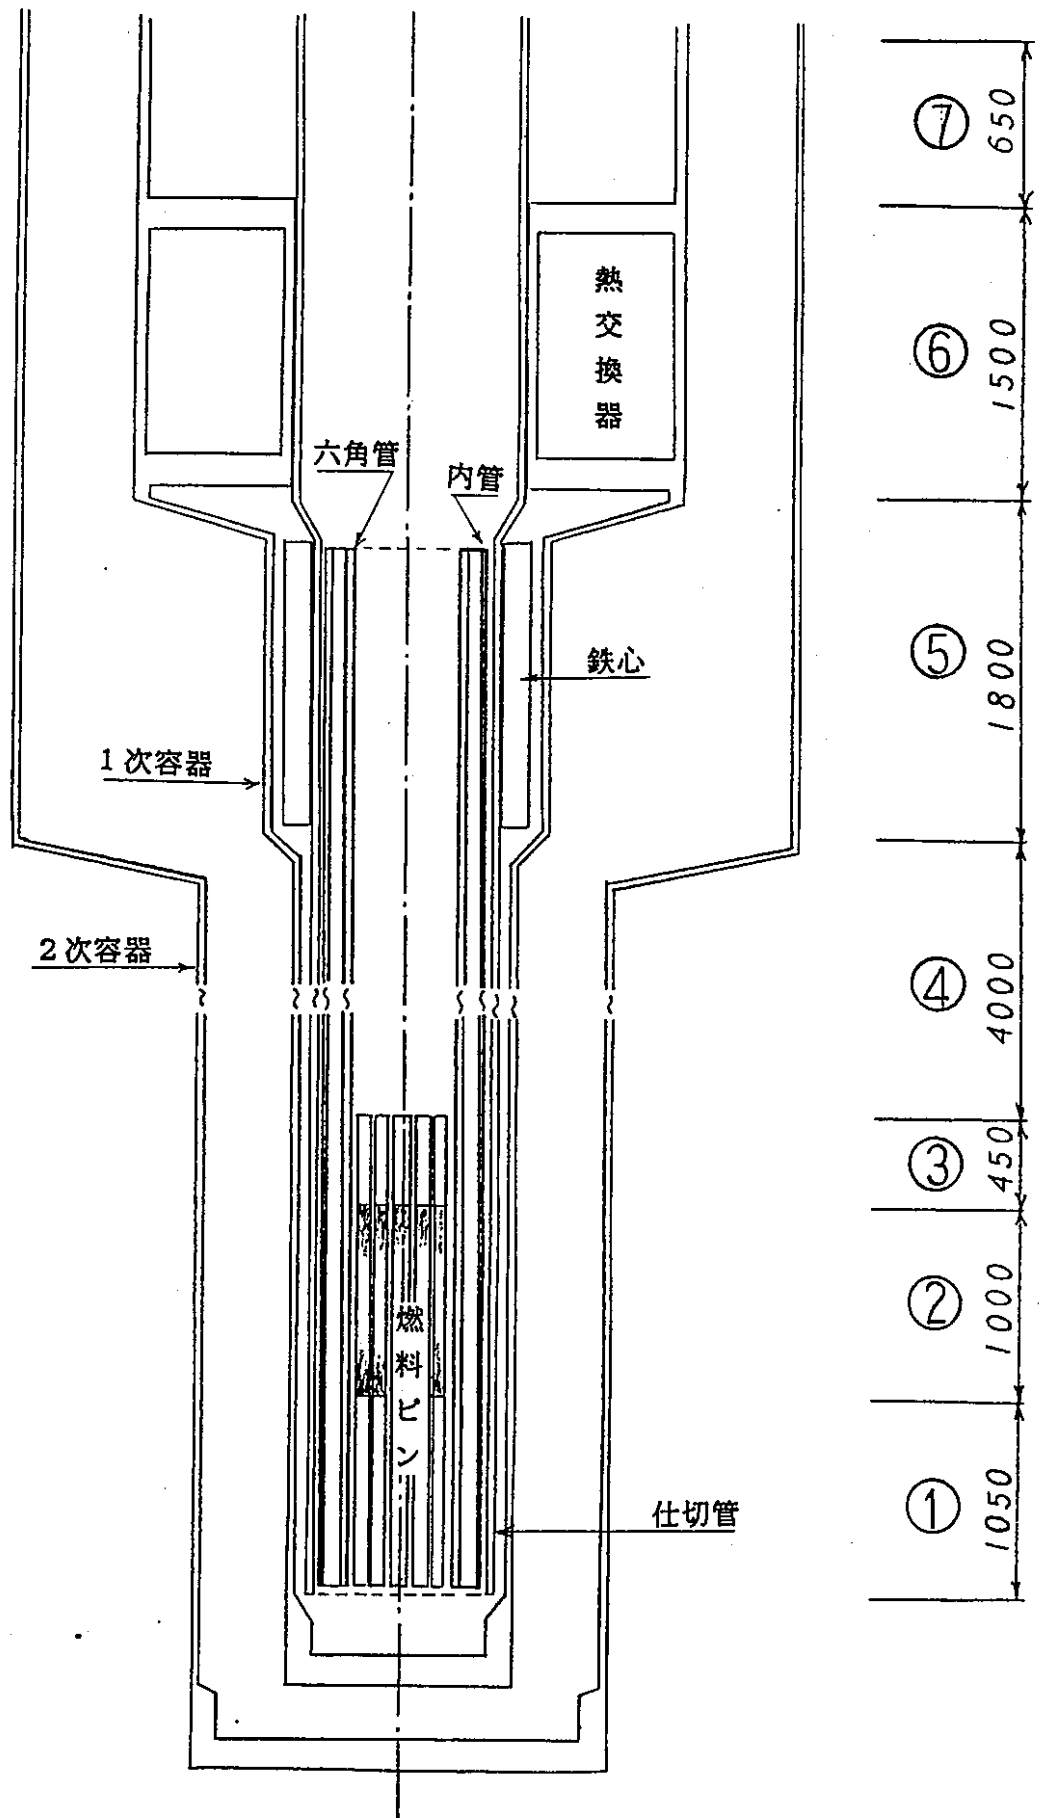 ⑦ 650
熱交換器
⑥ 1500
六角管
内管
⑤ 1800
鉄心
1次容器
2次容器
④ 4000
③ 450
② 1000
燃料ピン
① 1050
仕切管